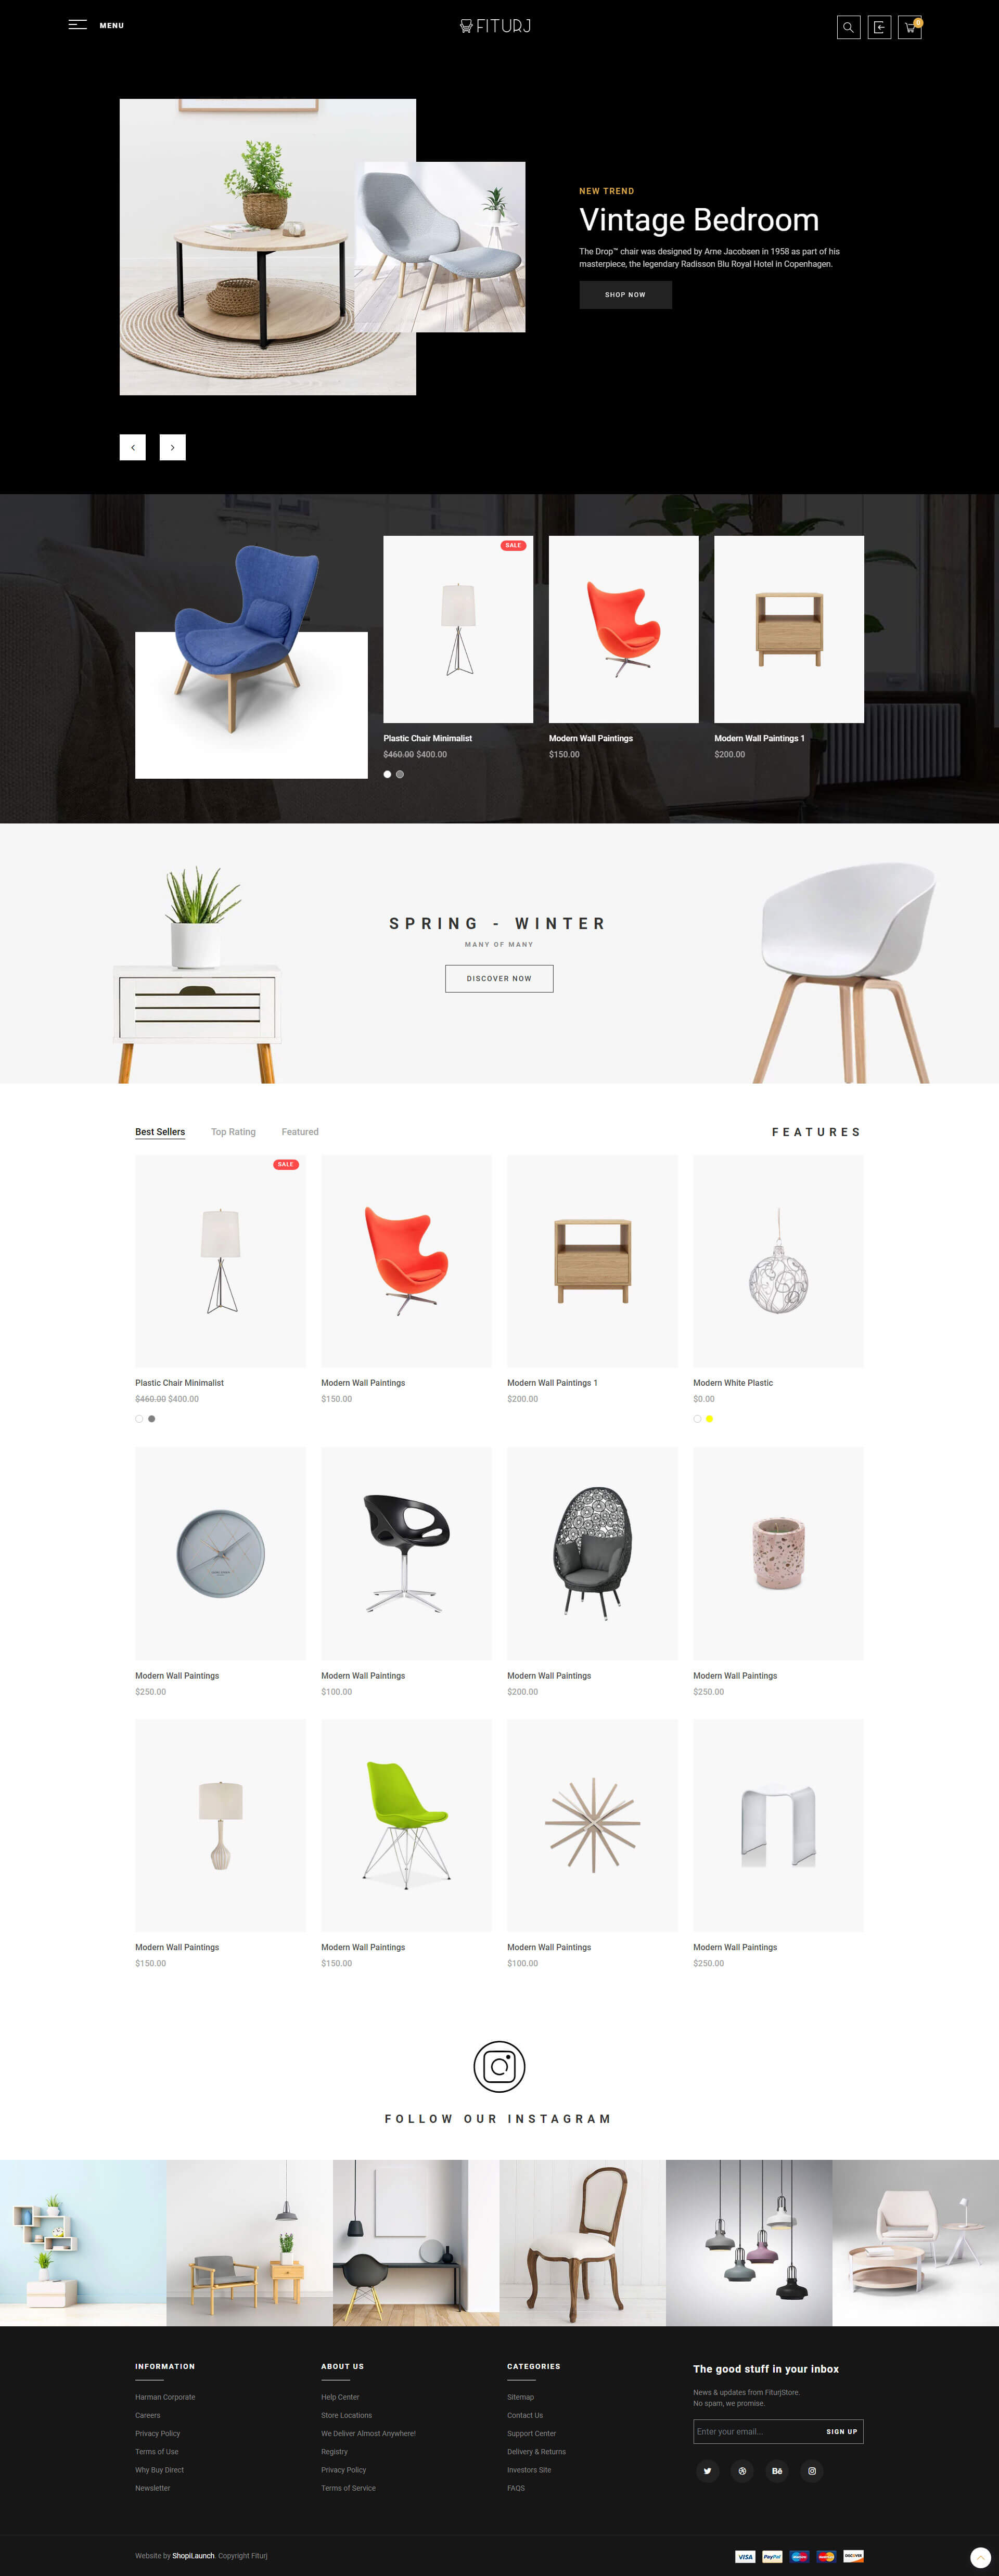 MENU
FITURJ
0
NEW TREND
Vintage Bedroom
The Drop™ chair was designed by Arne Jacobsen in 1958 as part of his
masterpiece, the legendary Radisson Blu Royal Hotel in Copenhagen.
SHOP NOW
SALE
Plastic Chair Minimalist
$460.00 $400.00
Modern Wall Paintings
$150.00
Modern Wall Paintings 1
$200.00
SPRING - WINTER
MANY OF MANY
DISCOVER NOW
Best Sellers
Top Rating
Featured
FEATURES
SALE
Plastic Chair Minimalist
$460.00 $400.00
Modern Wall Paintings
$150.00
Modern Wall Paintings 1
$200.00
Modern White Plastic
$0.00
Modern Wall Paintings
$250.00
Modern Wall Paintings
$100.00
Modern Wall Paintings
$200.00
Modern Wall Paintings
$250.00
Modern Wall Paintings
$150.00
Modern Wall Paintings
$150.00
Modern Wall Paintings
$100.00
Modern Wall Paintings
$250.00
FOLLOW OUR INSTAGRAM
INFORMATION
Harman Corporate
Careers
Privacy Policy
Terms of Use
Why Buy Direct
Newsletter
ABOUT US
Help Center
Store Locations
We Deliver Almost Anywhere!
Registry
Privacy Policy
Terms of Service
CATEGORIES
Sitemap
Contact Us
Support Center
Delivery & Returns
Investors Site
FAQS
The good stuff in your inbox
News & updates from FiturjStore.
No spam, we promise.
Enter your email...
SIGN UP
Bē
Website by ShopiLaunch. Copyright Fiturj
VISA
PayPal
DISCOVER